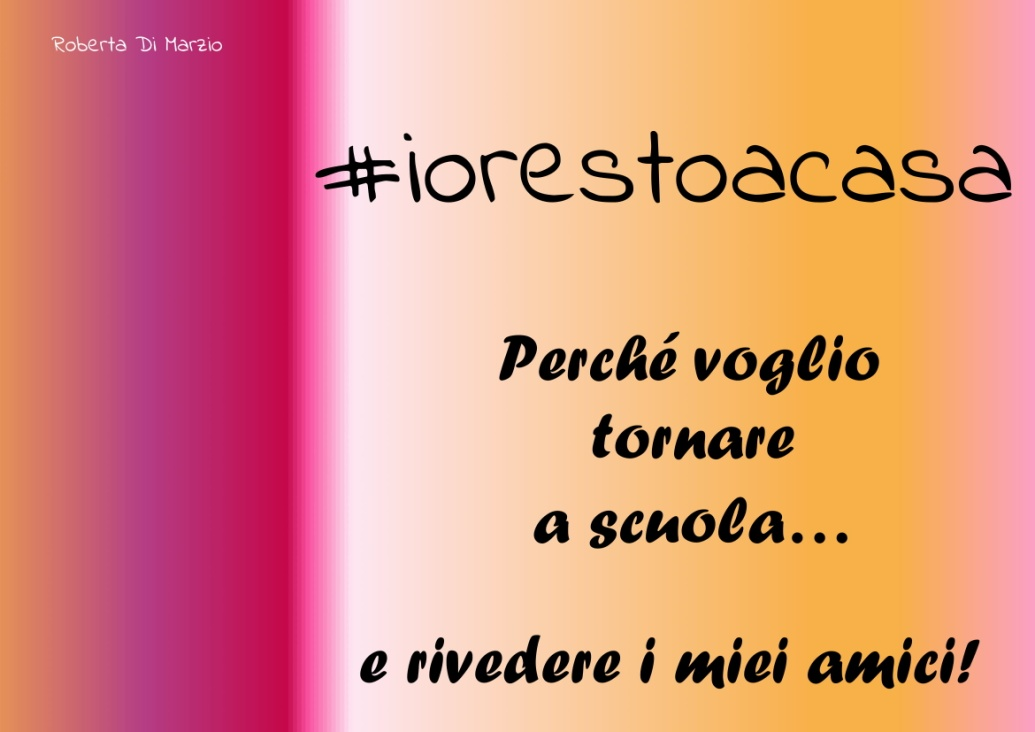 Roberta Di Marzio
#iorestoacasa
Perché voglio
tornare
a scuola...
e rivedere i miei amici!